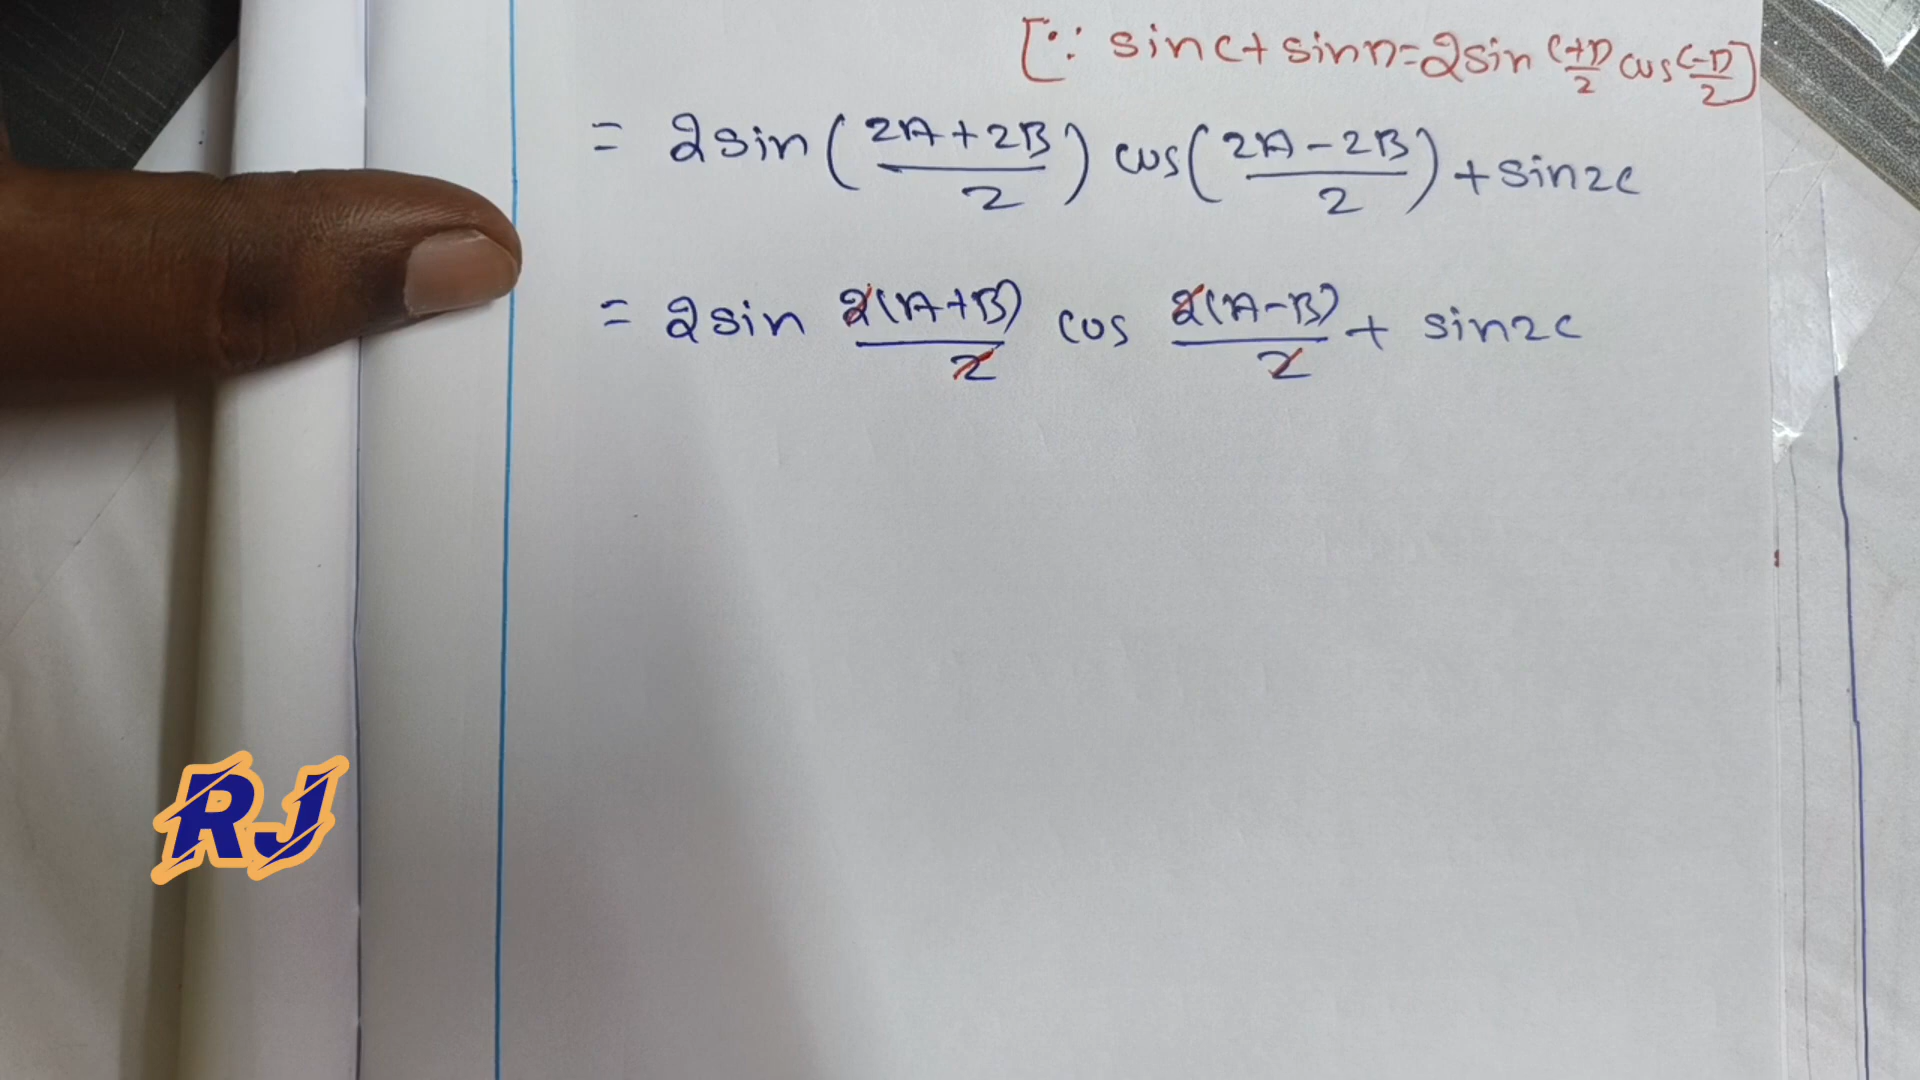 [∵ sinc + sinD = 2sin (C+D)/2 cos (C-D)/2]
= 2sin ((2A + 2B)/2) cos ((2A - 2B)/2) + sin2C
= 2sin 2(A+B)/2 cos 2(A-B)/2 + sin2C
RJ